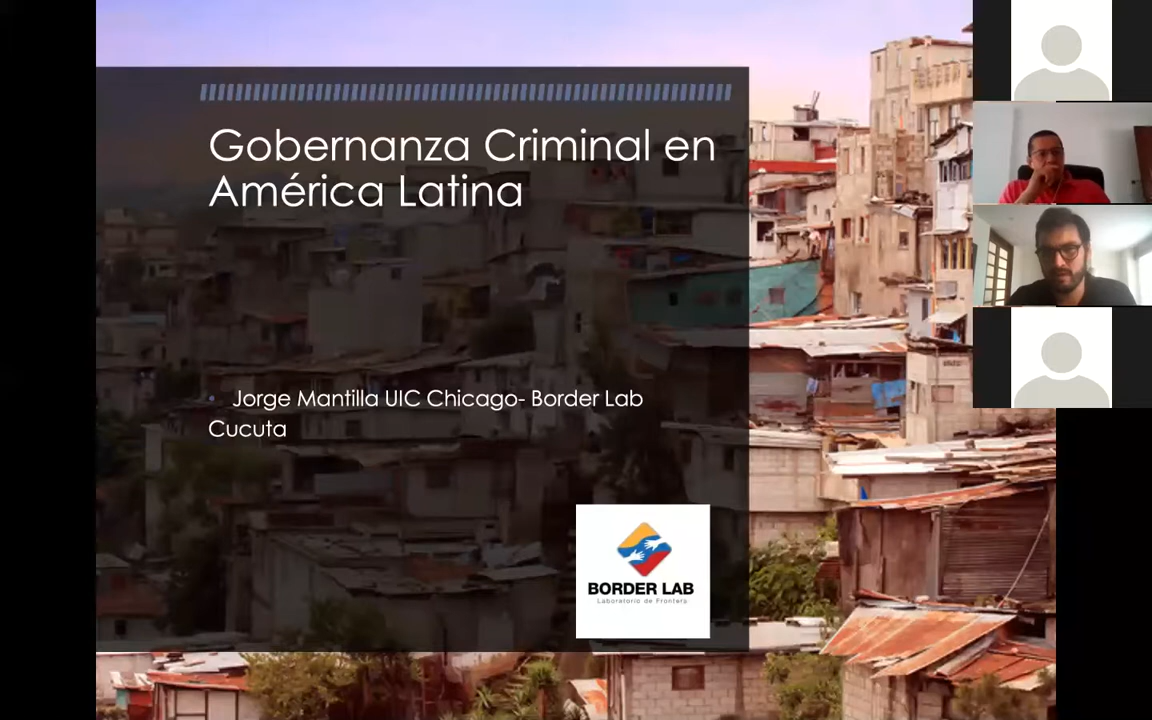 Gobernanza Criminal en
América Latina
• Jorge Mantilla UIC Chicago- Border Lab
Cucuta
BORDER LAB
Laboratorio de Frontera